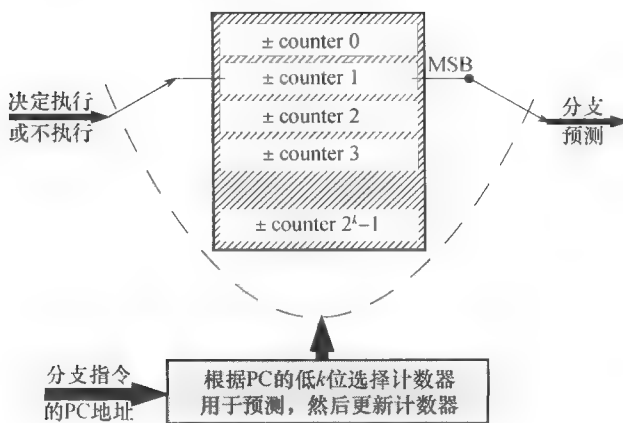 ± counter 0
± counter 1
MSB
决定执行
或不执行
± counter 2
分支
预测
± counter 3
± counter 2^k−1
分支指令
的PC地址
根据PC的低k位选择计数器
用于预测，然后更新计数器